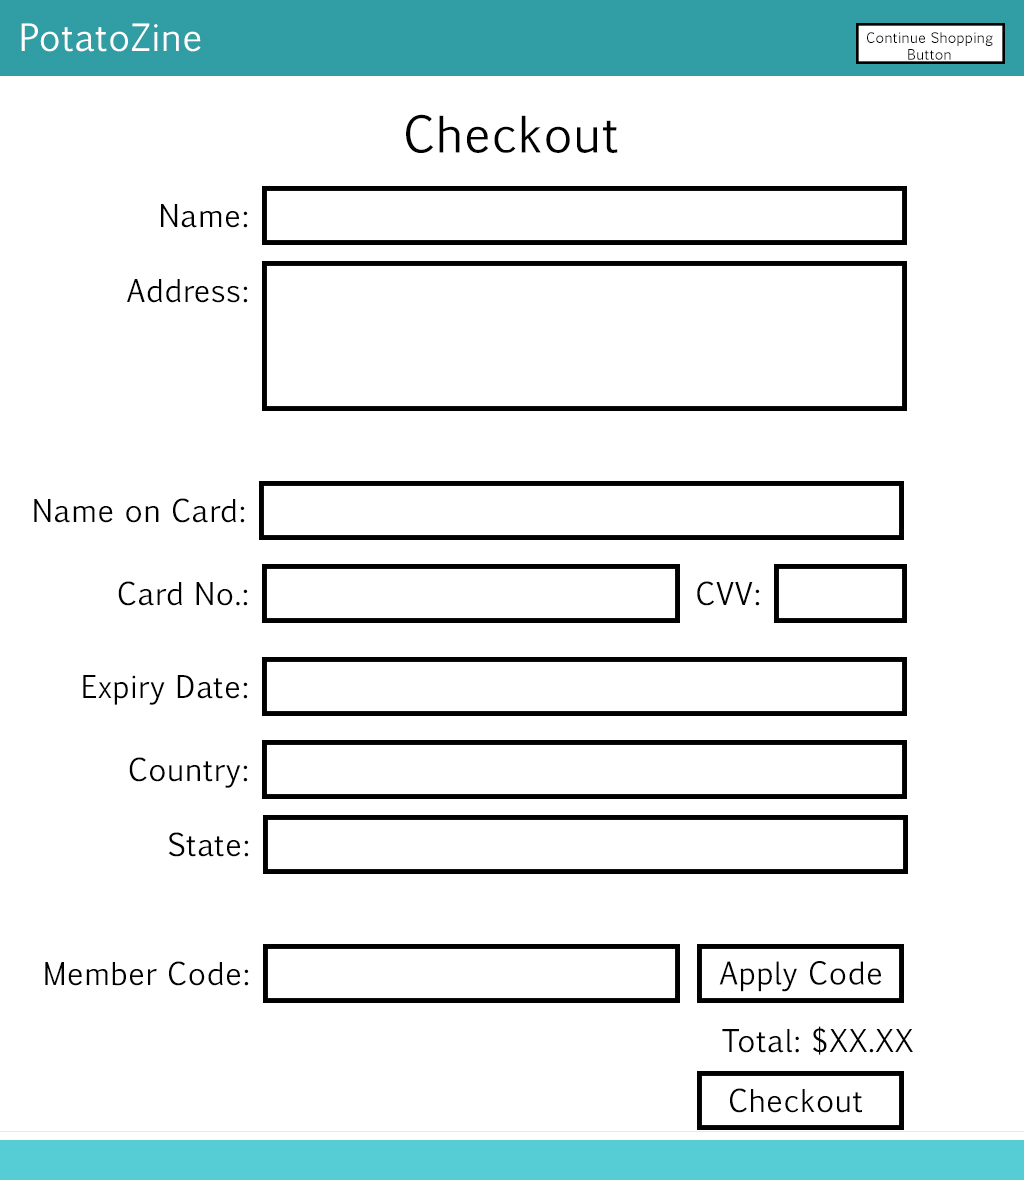 PotatoZine
Continue Shopping
Button
Checkout
Name:
Address:
Name on Card:
Card No.:
CVV:
Expiry Date:
Country:
State:
Member Code:
Apply Code
Total: $XX.XX
Checkout